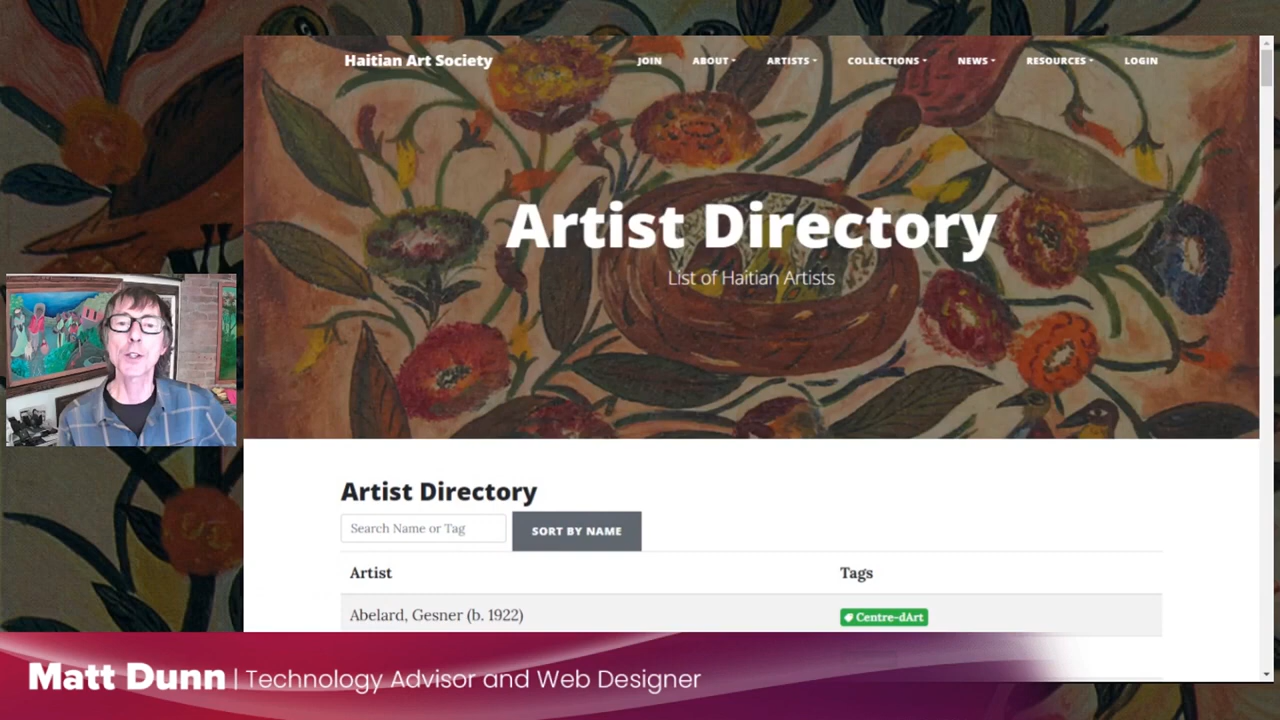 Haitian Art Society
JOIN ABOUT ARTISTS COLLECTIONS NEWS RESOURCES LOGIN
Artist Directory
List of Haitian Artists
Artist Directory
Search Name or Tag SORT BY NAME
Artist Tags
Abelard, Gesner (b. 1922) Centre-dArt
Matt Dunn | Technology Advisor and Web Designer